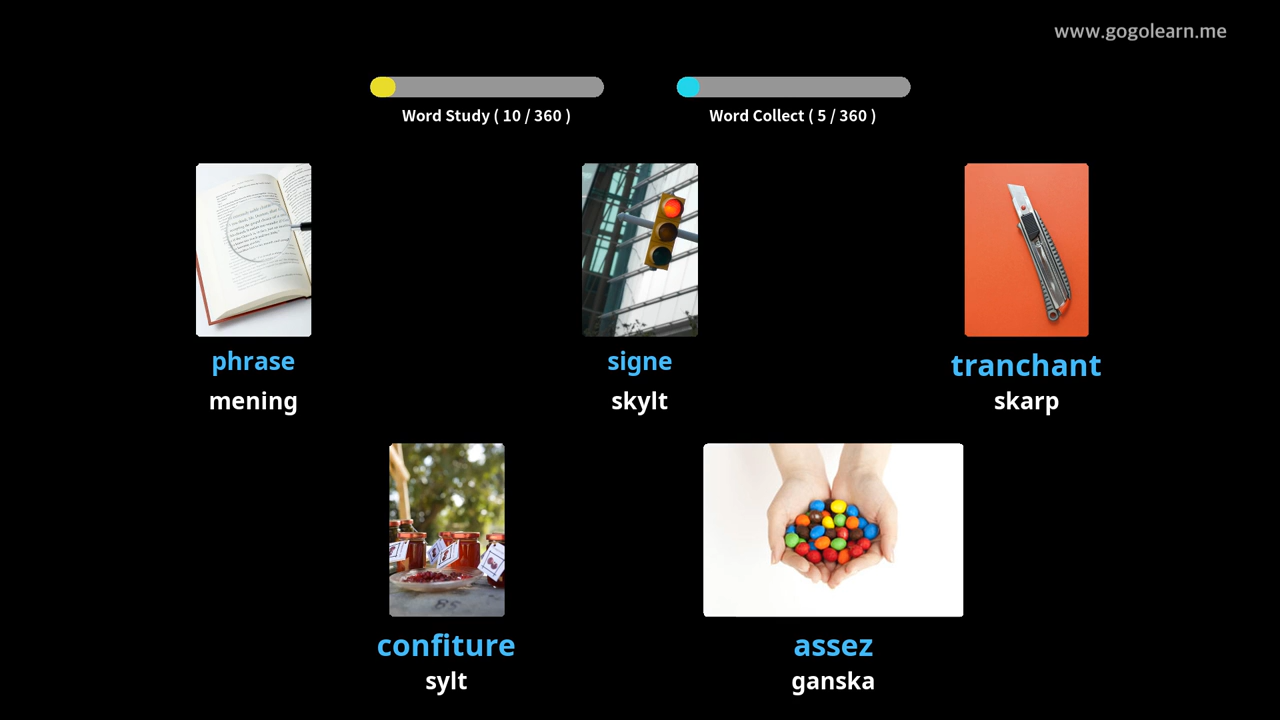 www.gogolearn.me
Word Study ( 10 / 360 )
Word Collect ( 5 / 360 )
phrase
mening
signe
skylt
tranchant
skarp
confiture
sylt
assez
ganska